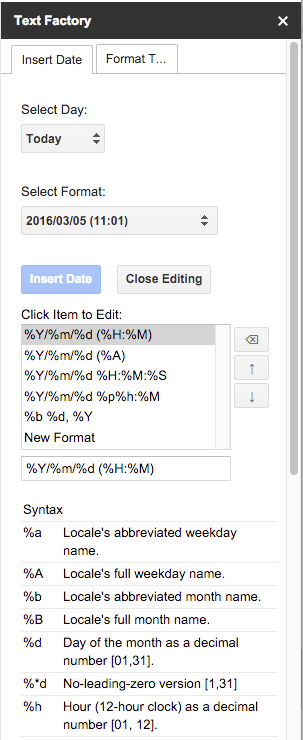 Text Factory
Insert Date
Format T...
Select Day:
Today
Select Format:
2016/03/05 (11:01)
Insert Date
Close Editing
Click Item to Edit:
%Y/%m/%d (%H:%M)
%Y/%m/%d (%A)
%Y/%m/%d %H:%M:%S
%Y/%m/%d %p%h:%M
%b %d, %Y
New Format
%Y/%m/%d (%H:%M)
Syntax
%a Locale's abbreviated weekday
name.
%A Locale's full weekday name.
%b Locale's abbreviated month name.
%B Locale's full month name.
%d Day of the month as a decimal
number [01,31].
%*d No-leading-zero version [1,31]
%h Hour (12-hour clock) as a decimal
number [01, 12].